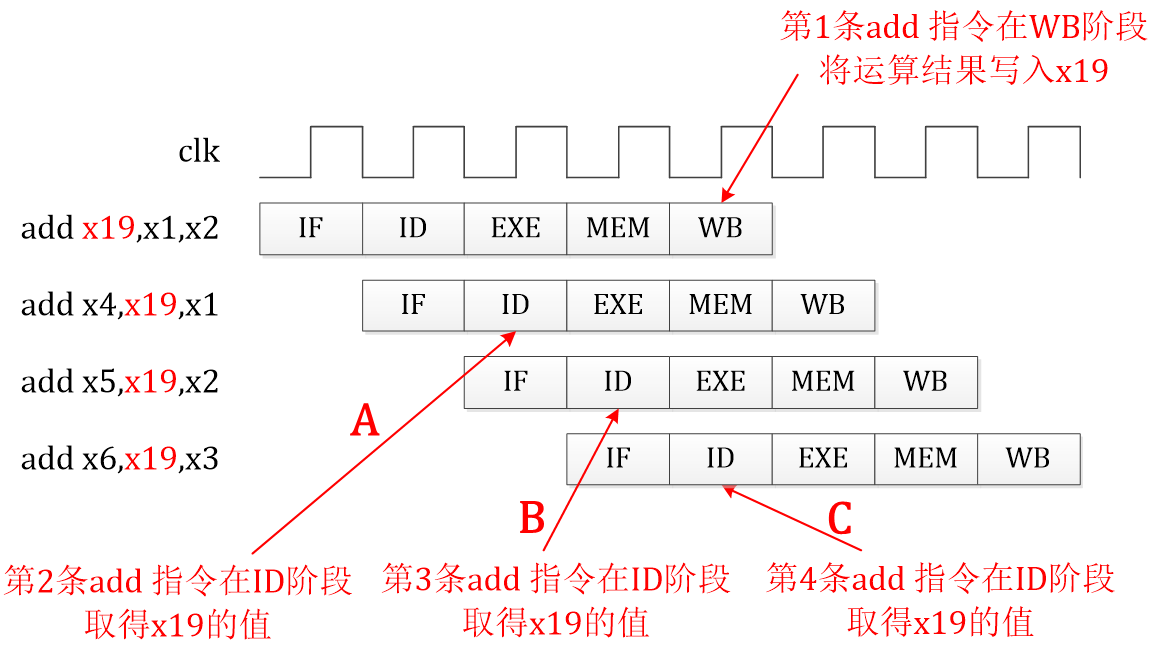 第1条add 指令在WB阶段
将运算结果写入x19
clk
add x19,x1,x2
IF ID EXE MEM WB
add x4,x19,x1
IF ID EXE MEM WB
add x5,x19,x2
IF ID EXE MEM WB
A
add x6,x19,x3
IF ID EXE MEM WB
B
C
第2条add 指令在ID阶段
取得x19的值
第3条add 指令在ID阶段
取得x19的值
第4条add 指令在ID阶段
取得x19的值